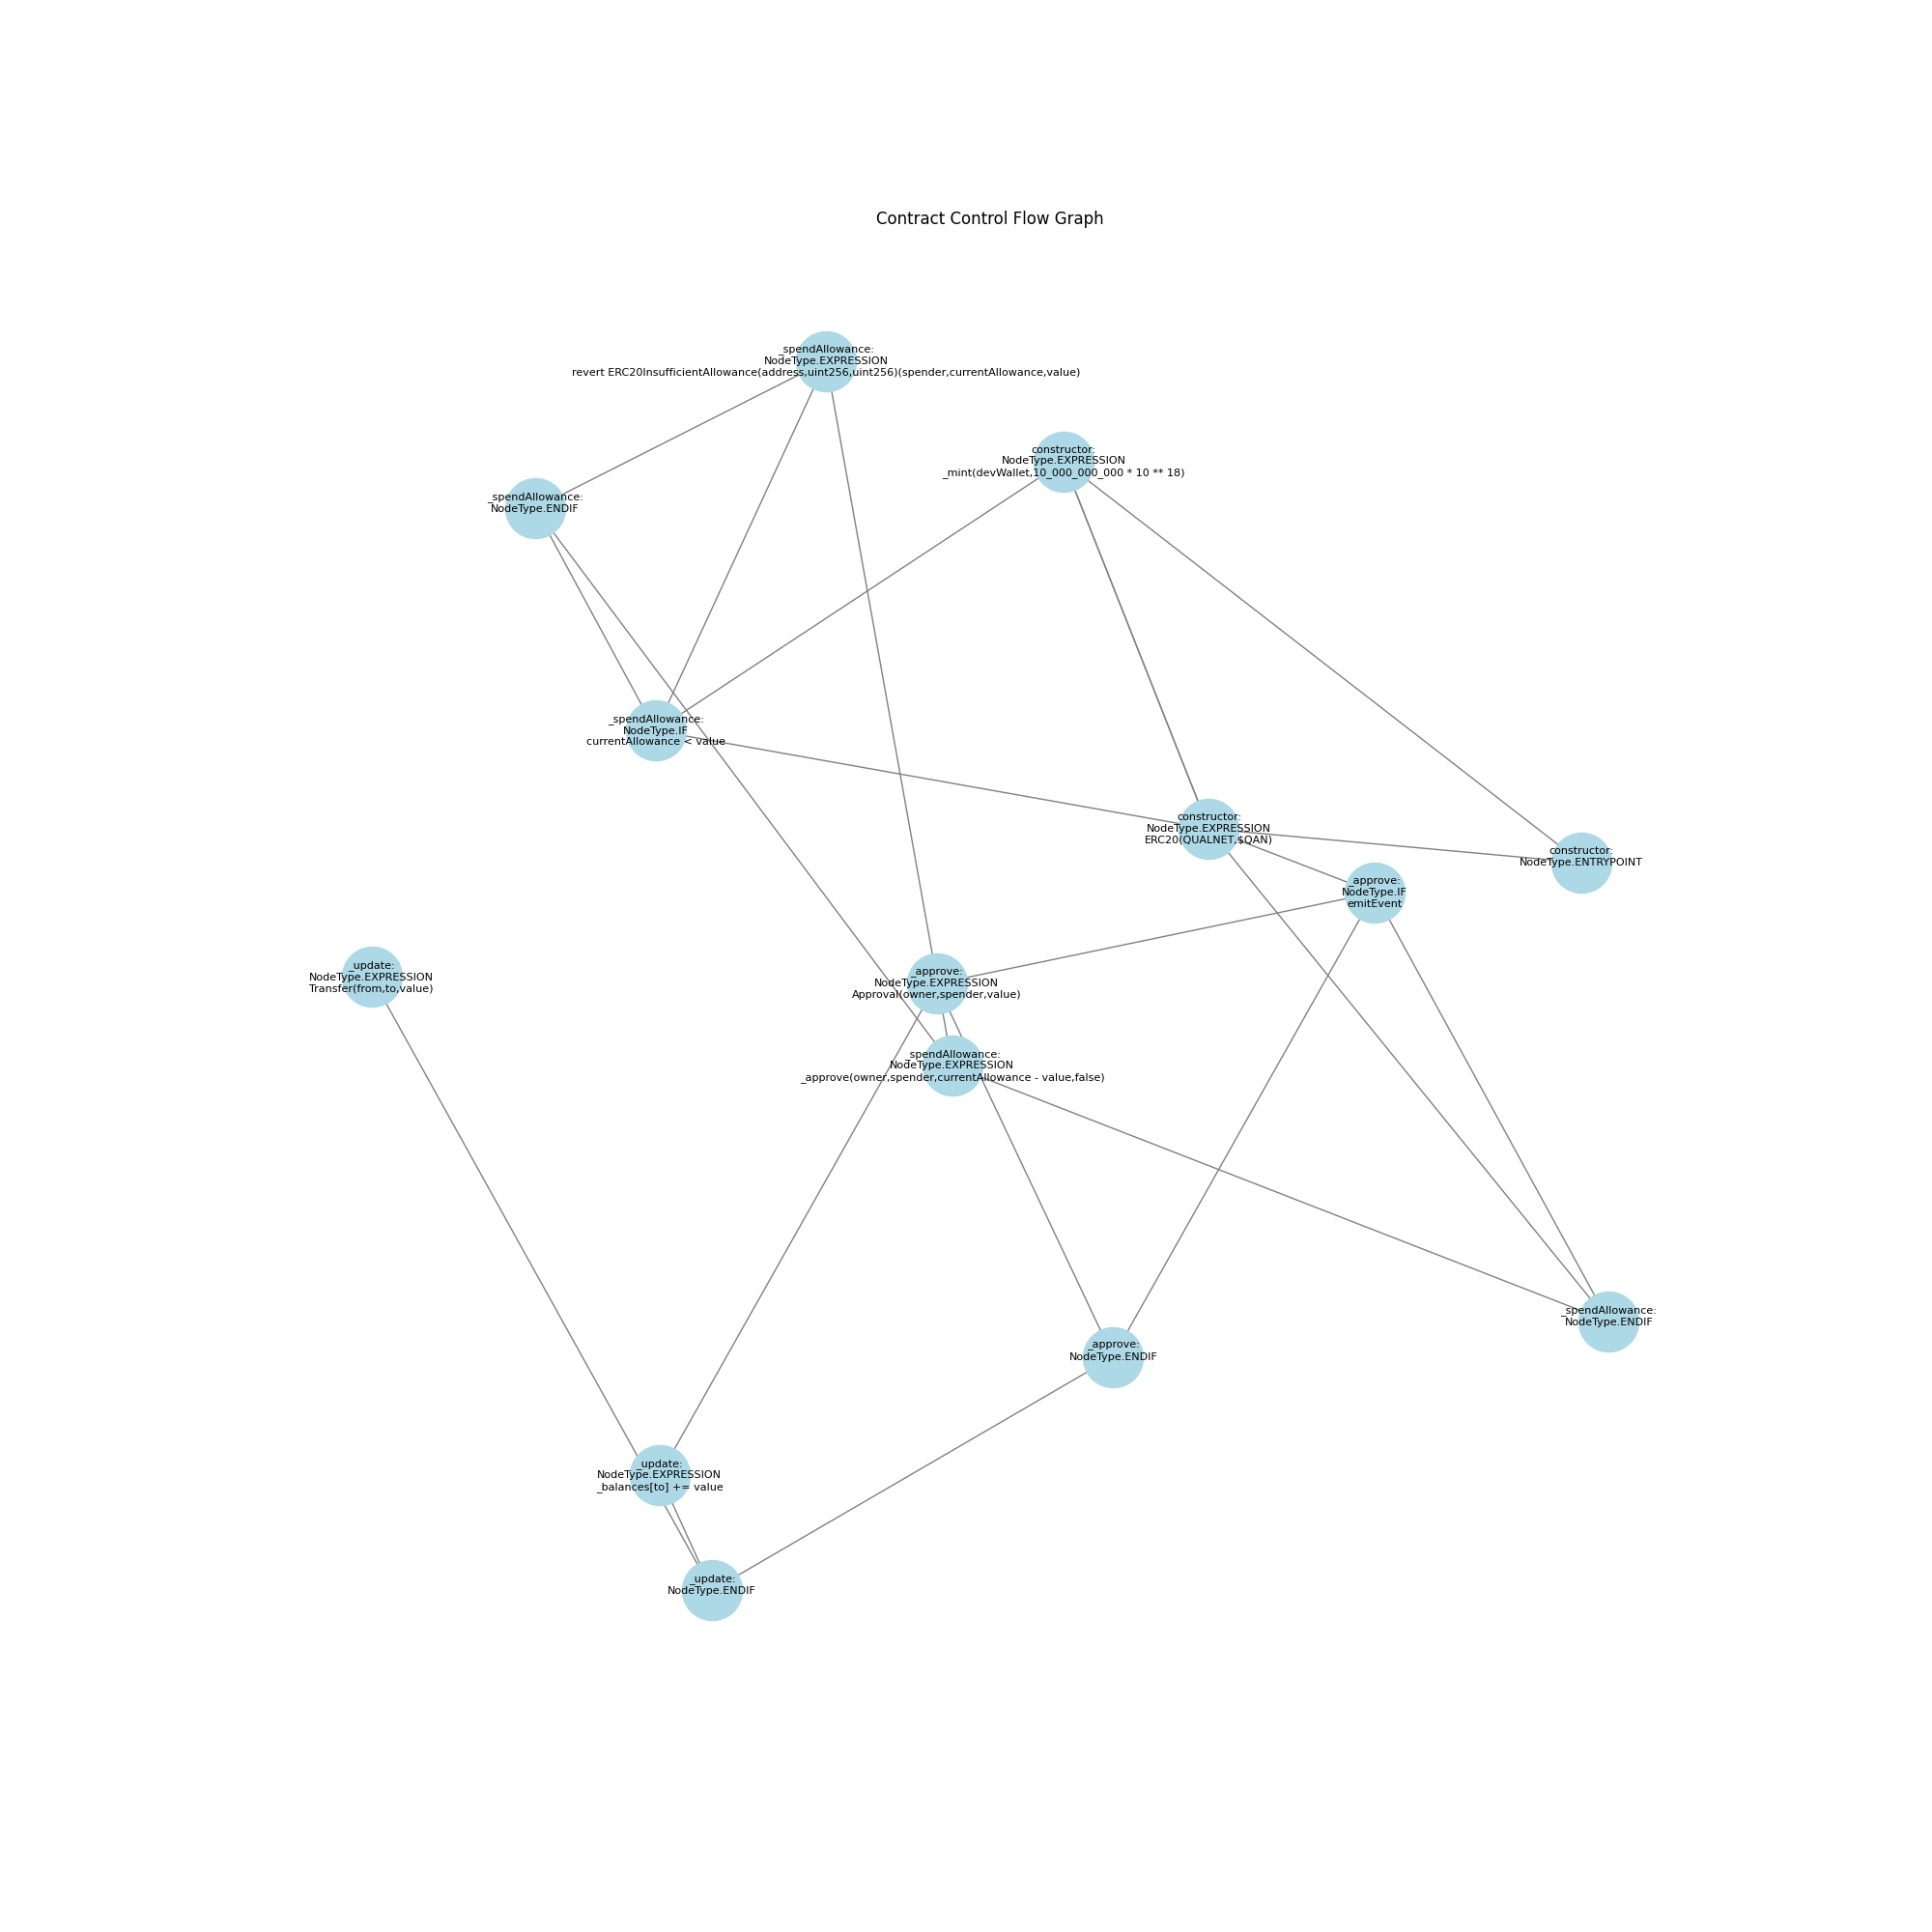 Contract Control Flow Graph
_spendAllowance:
NodeType.EXPRESSION
revert ERC20InsufficientAllowance(address,uint256,uint256)(spender,currentAllowance,value)
constructor:
NodeType.EXPRESSION
_mint(devWallet,10_000_000_000 * 10 ** 18)
_spendAllowance:
NodeType.ENDIF
_spendAllowance:
NodeType.IF
currentAllowance < value
constructor:
NodeType.EXPRESSION
ERC20(QUALNET,$QAN)
constructor:
NodeType.ENTRYPOINT
_approve:
NodeType.IF
emitEvent
_update:
NodeType.EXPRESSION
Transfer(from,to,value)
_approve:
NodeType.EXPRESSION
Approval(owner,spender,value)
_spendAllowance:
NodeType.EXPRESSION
_approve(owner,spender,currentAllowance - value,false)
_spendAllowance:
NodeType.ENDIF
_approve:
NodeType.ENDIF
_update:
NodeType.EXPRESSION
_balances[to] += value
_update:
NodeType.ENDIF